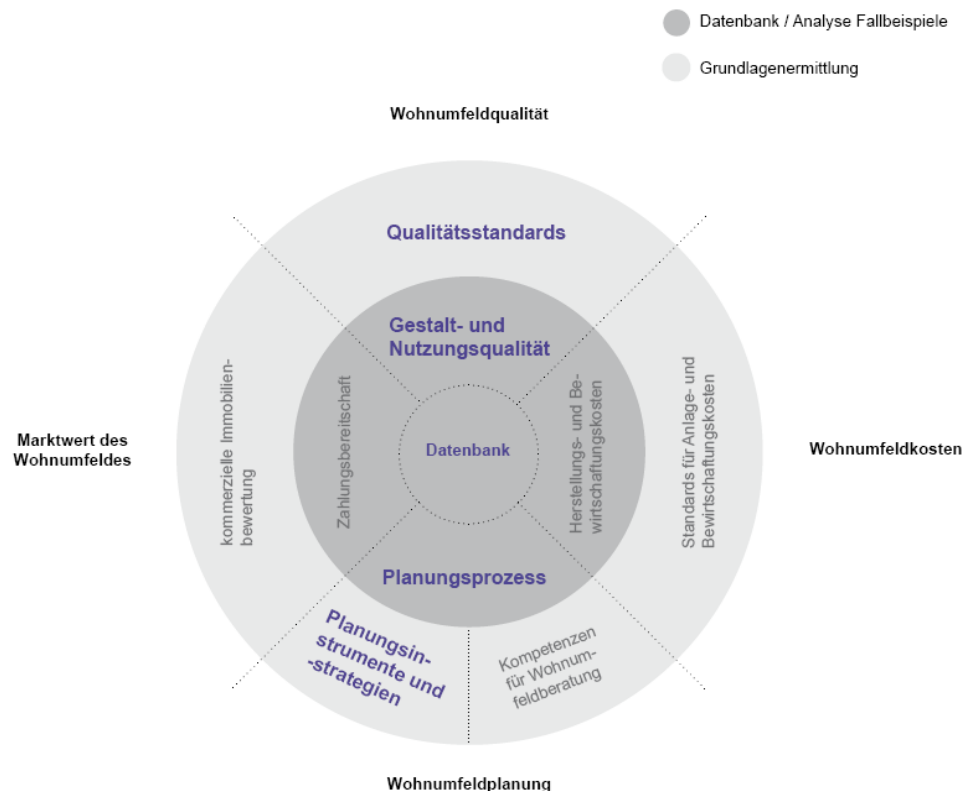 Datenbank / Analyse Fallbeispiele
Grundlagenermittlung
Wohnumfeldqualität
Qualitätsstandards
Gestalt- und
Nutzungsqualität
Marktwert des
Wohnumfeldes
kommerzielle Immobilien-
bewertung
Zahlungsbereitschaft
Datenbank
Herstellungs- und Be-
wirtschaftungskosten
Standards für Anlage- und
Bewirtschaftungskosten
Wohnumfeldkosten
Planungsprozess
Planungsin-
strumente und
-strategien
Kompetenzen
für Wohnum-
feldberatung
Wohnumfeldplanung